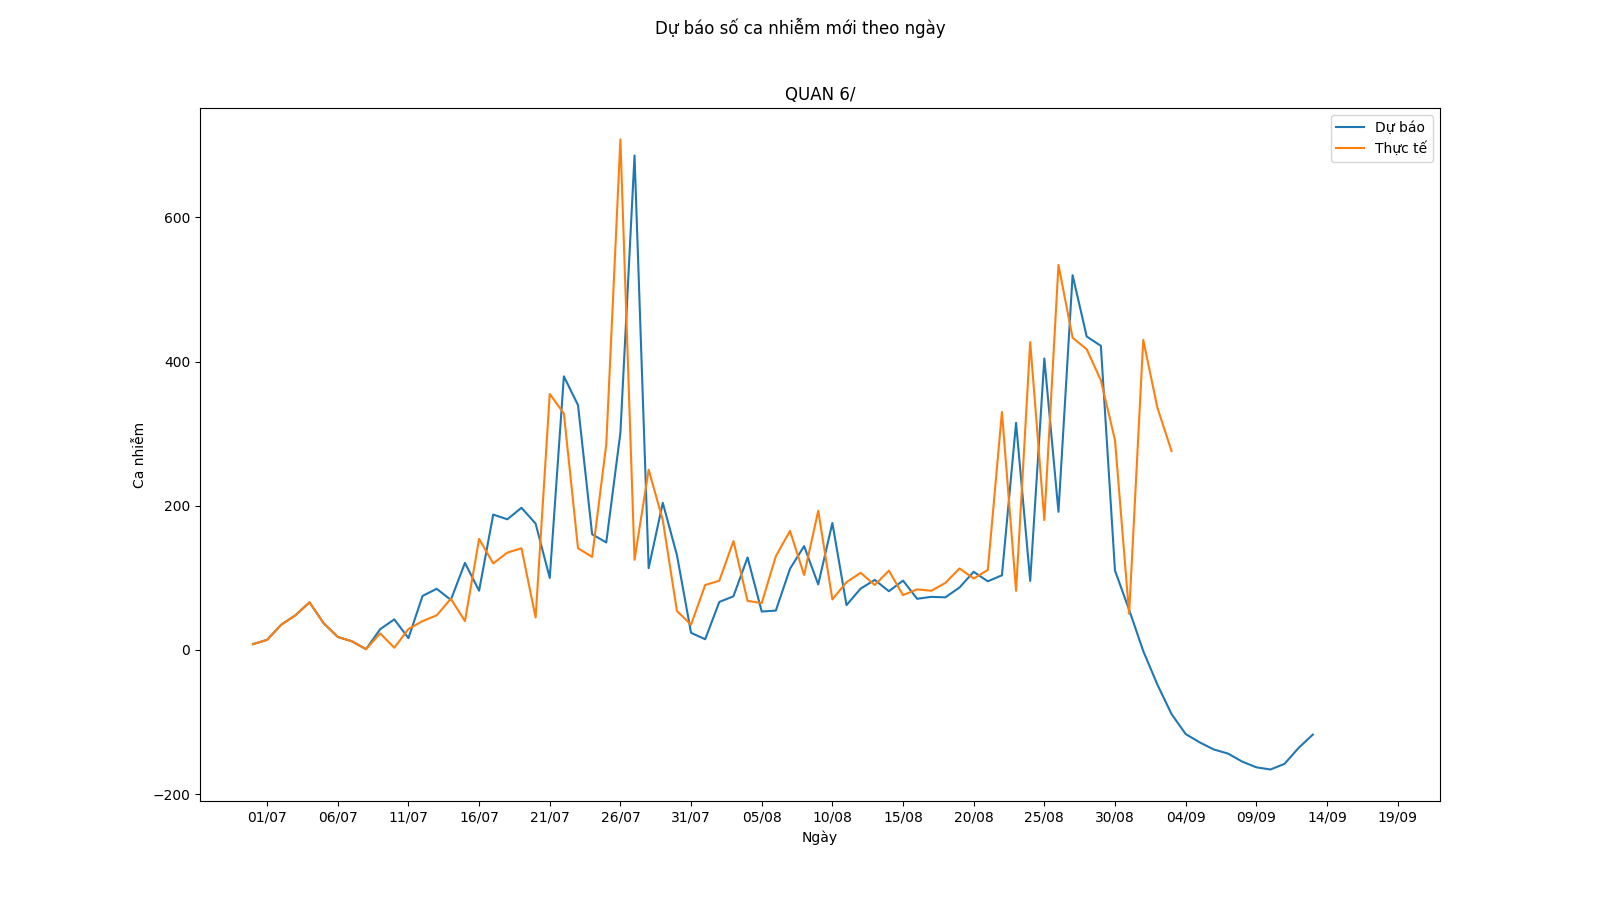 Dự báo số ca nhiễm mới theo ngày
QUAN 6/
Dự báo
Thực tế
Ca nhiễm
600
400
200
0
−200
01/07 06/07 11/07 16/07 21/07 26/07 31/07 05/08 10/08 15/08 20/08 25/08 30/08 04/09 09/09 14/09 19/09
Ngày